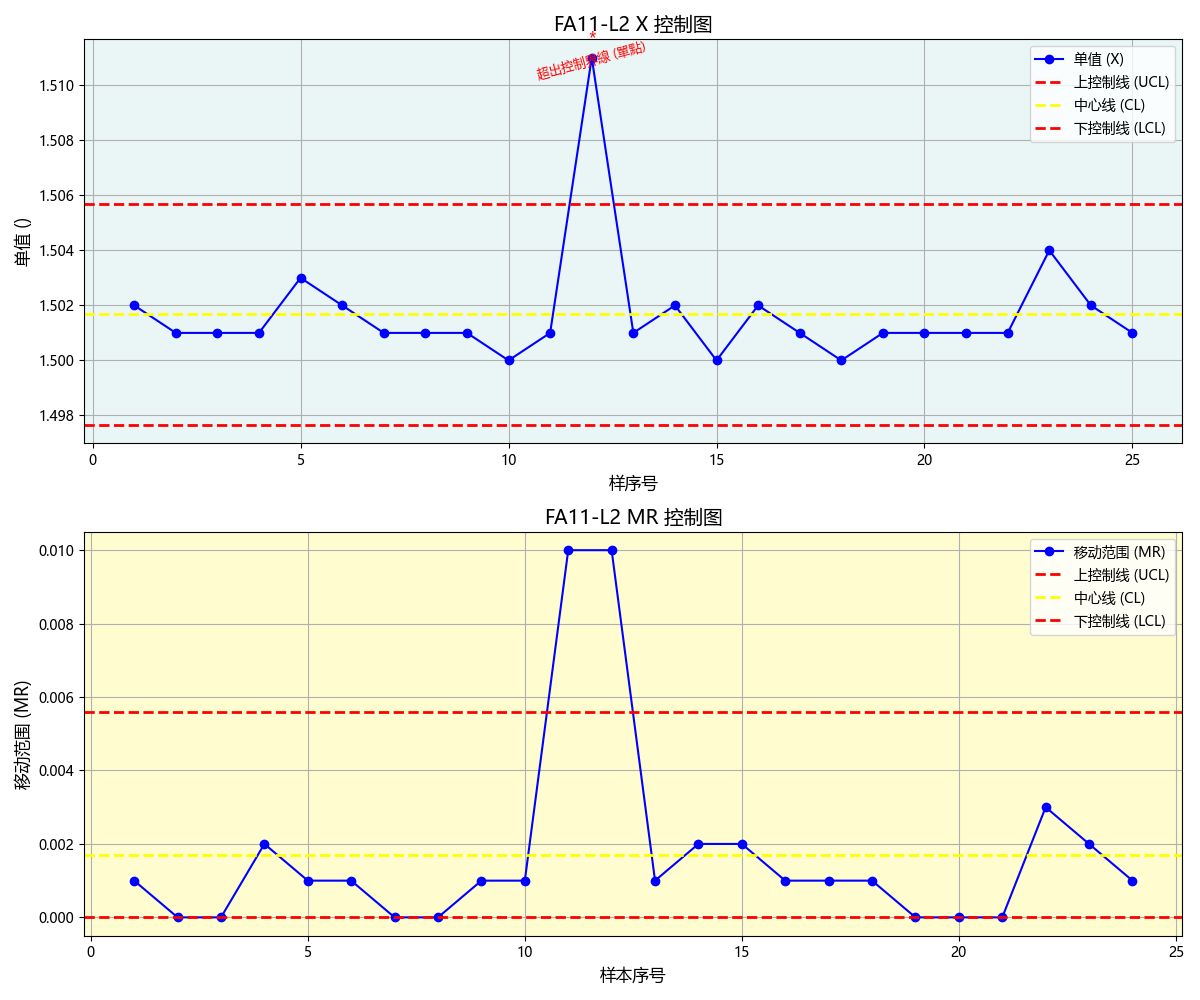 FA11-L2 X 控制图
*
超出控制界線 (單點)
单值 (X)
上控制线 (UCL)
中心线 (CL)
下控制线 (LCL)
单值 ()
1.510
1.508
1.506
1.504
1.502
1.500
1.498
0 5 10 15 20 25
样序号
FA11-L2 MR 控制图
移动范围 (MR)
上控制线 (UCL)
中心线 (CL)
下控制线 (LCL)
移动范围 (MR)
0.010
0.008
0.006
0.004
0.002
0.000
0 5 10 15 20 25
样本序号